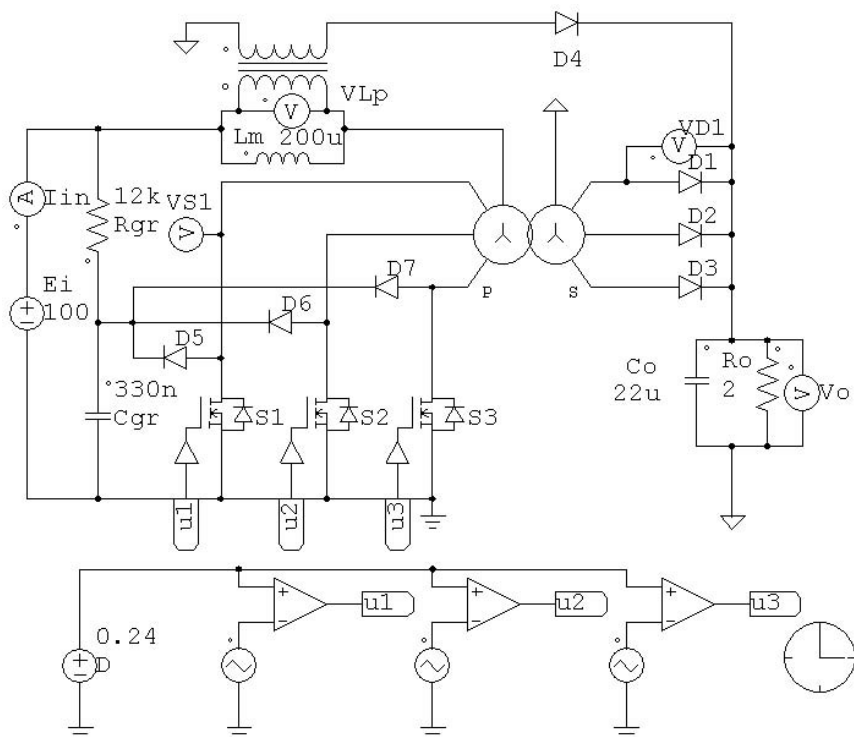 D4
V
VLp
Lm 200u
VD1
V
D1
A
Iin
12k
Rgr
VS1
V
D2
D7
D3
P
S
Ei
100
D6
D5
330n
Cgr
S1
S2
S3
Co
22u
Ro
2
V
Vo
u1
u2
u3
u1
u2
u3
0.24
D